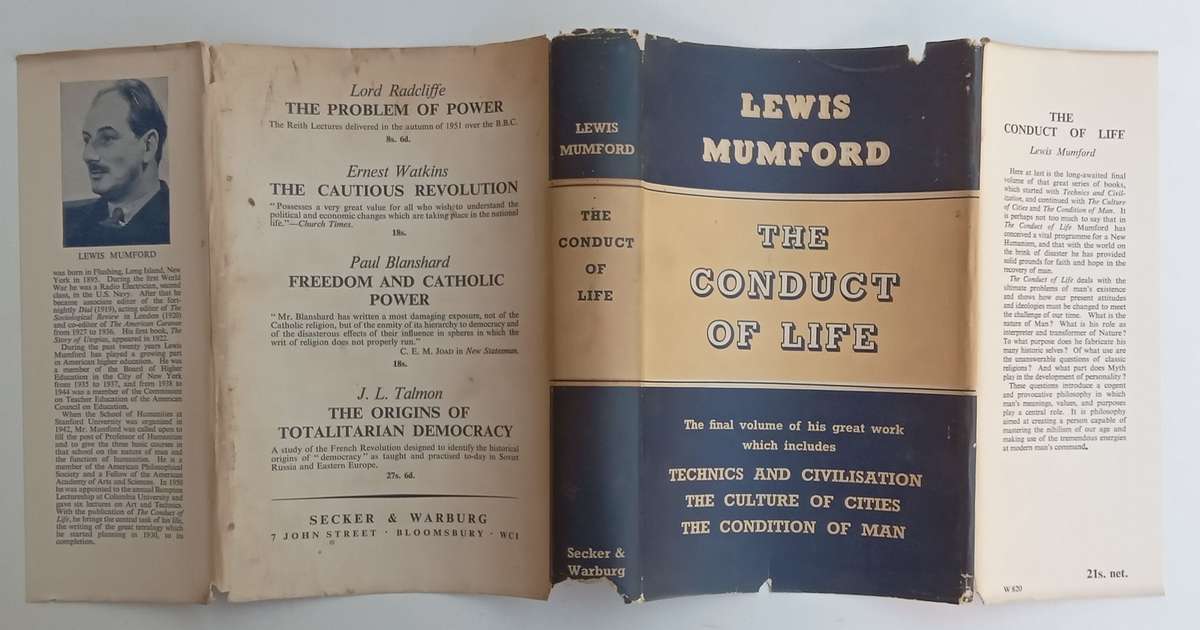 LEWIS MUMFORD
was born in Flushing, Long Island, New
York in 1895. During the first World
War he was a Radio Electrician, second
class, in the U.S. Navy. After that he
became associate editor of the fort-
nightly Dial (1919), acting editor of The
Sociological Review in London (1920)
and co-editor of The American Caravan
from 1927 to 1936. His first book, The
Story of Utopias, appeared in 1922.
During the past twenty years Lewis
Mumford has played a growing part
in American higher education. He was
a member of the Board of Higher
Education in the City of New York
from 1935 to 1937, and from 1938 to
1944 was a member of the Commission
on Teacher Education of the American
Council on Education.
When the School of Humanities at
Stanford University was organized in
1942, Mr. Mumford was called upon to
fill the post of Professor of Humanities
and to give the three basic courses in
that school on the nature of man and
the function of humanities. He is a
member of the American Philosophical
Society and a Fellow of the American
Academy of Arts and Sciences. In 1950
he was appointed to the annual Bampton
Lectureship at Columbia University and
gave six lectures on Art and Technics.
With the publication of The Conduct of
Life, he brings the central task of his life,
the writing of the great tetralogy which
he started planning in 1930, to its
completion.
Lord Radcliffe
THE PROBLEM OF POWER
The Reith Lectures delivered in the autumn of 1951 over the B.B.C.
8s. 6d.
Ernest Watkins
THE CAUTIOUS REVOLUTION
"Possesses a very great value for all who wish to understand the
political and economic changes which are taking place in the national
life."—Church Times.
18s.
Paul Blanshard
FREEDOM AND CATHOLIC
POWER
"Mr. Blanshard has written a most damaging exposure, not of the
Catholic religion, but of the enmity of its hierarchy to democracy and
of the disastrous effects of their influence in spheres in which the
writ of religion does not properly run."
C. E. M. JOAD in New Statesman.
18s.
J. L. Talmon
THE ORIGINS OF
TOTALITARIAN DEMOCRACY
A study of the French Revolution designed to identify the historical
origins of "democracy" as taught and practised to-day in Soviet
Russia and Eastern Europe.
27s. 6d.
SECKER & WARBURG
7 JOHN STREET · BLOOMSBURY · WC1
LEWIS
MUMFORD
THE
CONDUCT
OF
LIFE
Secker &
Warburg
LEWIS
MUMFORD
THE
CONDUCT
OF LIFE
The final volume of his great work
which includes
TECHNICS AND CIVILISATION
THE CULTURE OF CITIES
THE CONDITION OF MAN
THE
CONDUCT OF LIFE
Lewis Mumford
Here at last is the long-awaited final
volume of that great series of books,
which started with Technics and Civil-
ization, and continued with The Culture
of Cities and The Condition of Man. It
is perhaps not too much to say that in
The Conduct of Life Mumford has
conceived a vital programme for a New
Humanism, and that with the world on
the brink of disaster he has provided
solid grounds for faith and hope in the
recovery of man.
The Conduct of Life deals with the
ultimate problems of man's existence
and shows how our present attitudes
and ideologies must be changed to meet
the challenge of our time. What is the
nature of Man? What is his role as
interpreter and transformer of Nature?
To what purpose does he fabricate his
many historic selves? Of what use are
the unanswerable questions of classic
religions? And what part does Myth
play in the development of personality?
These questions introduce a cogent
and provocative philosophy in which
man's meanings, values, and purposes
play a central role. It is philosophy
aimed at creating a person capable of
mastering the nihilism of our age and
making use of the tremendous energies
at modern man's command.
21s. net.
W 820